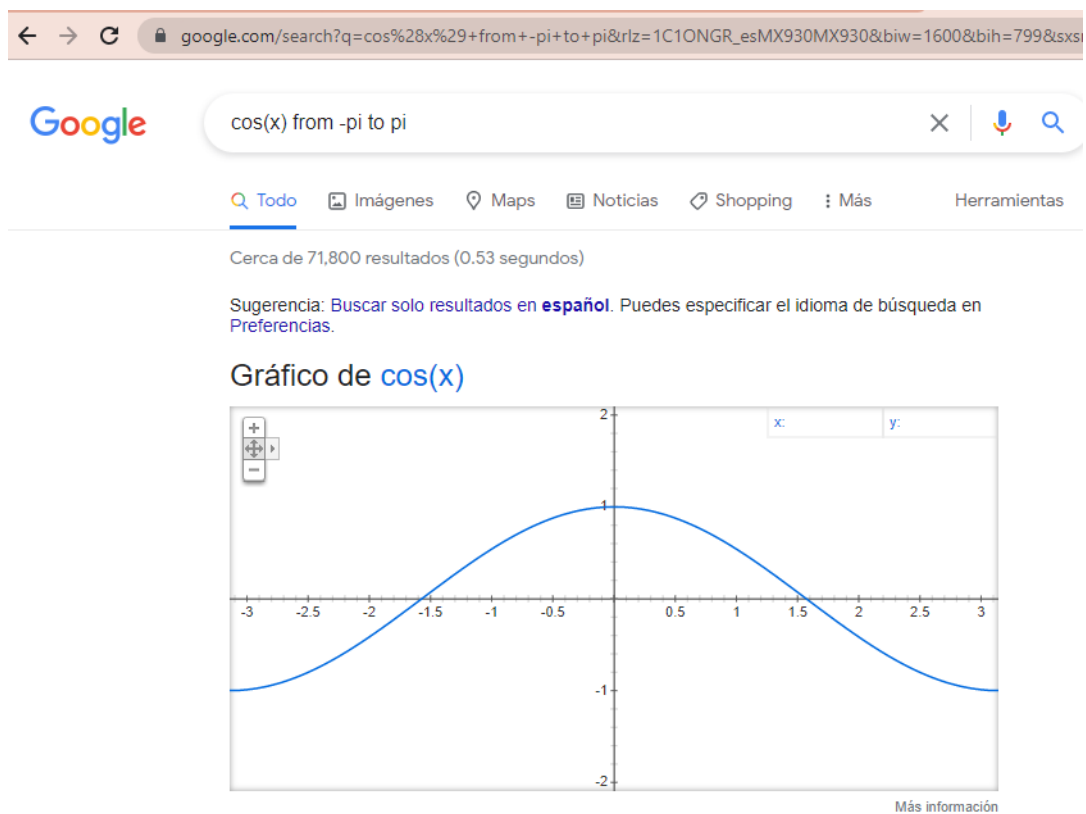 google.com/search?q=cos%28x%29+from+-pi+to+pi&rlz=1C1ONGR_esMX930MX930&biw=1600&bih=799&sxsr
Google
cos(x) from -pi to pi
Todo Imágenes Maps Noticias Shopping Más Herramientas
Cerca de 71,800 resultados (0.53 segundos)
Sugerencia: Buscar solo resultados en español. Puedes especificar el idioma de búsqueda en
Preferencias.
Gráfico de cos(x)
2
x: y:
1
-3 -2.5 -2 -1.5 -1 -0.5 0.5 1 1.5 2 2.5 3
-1
-2
Más información